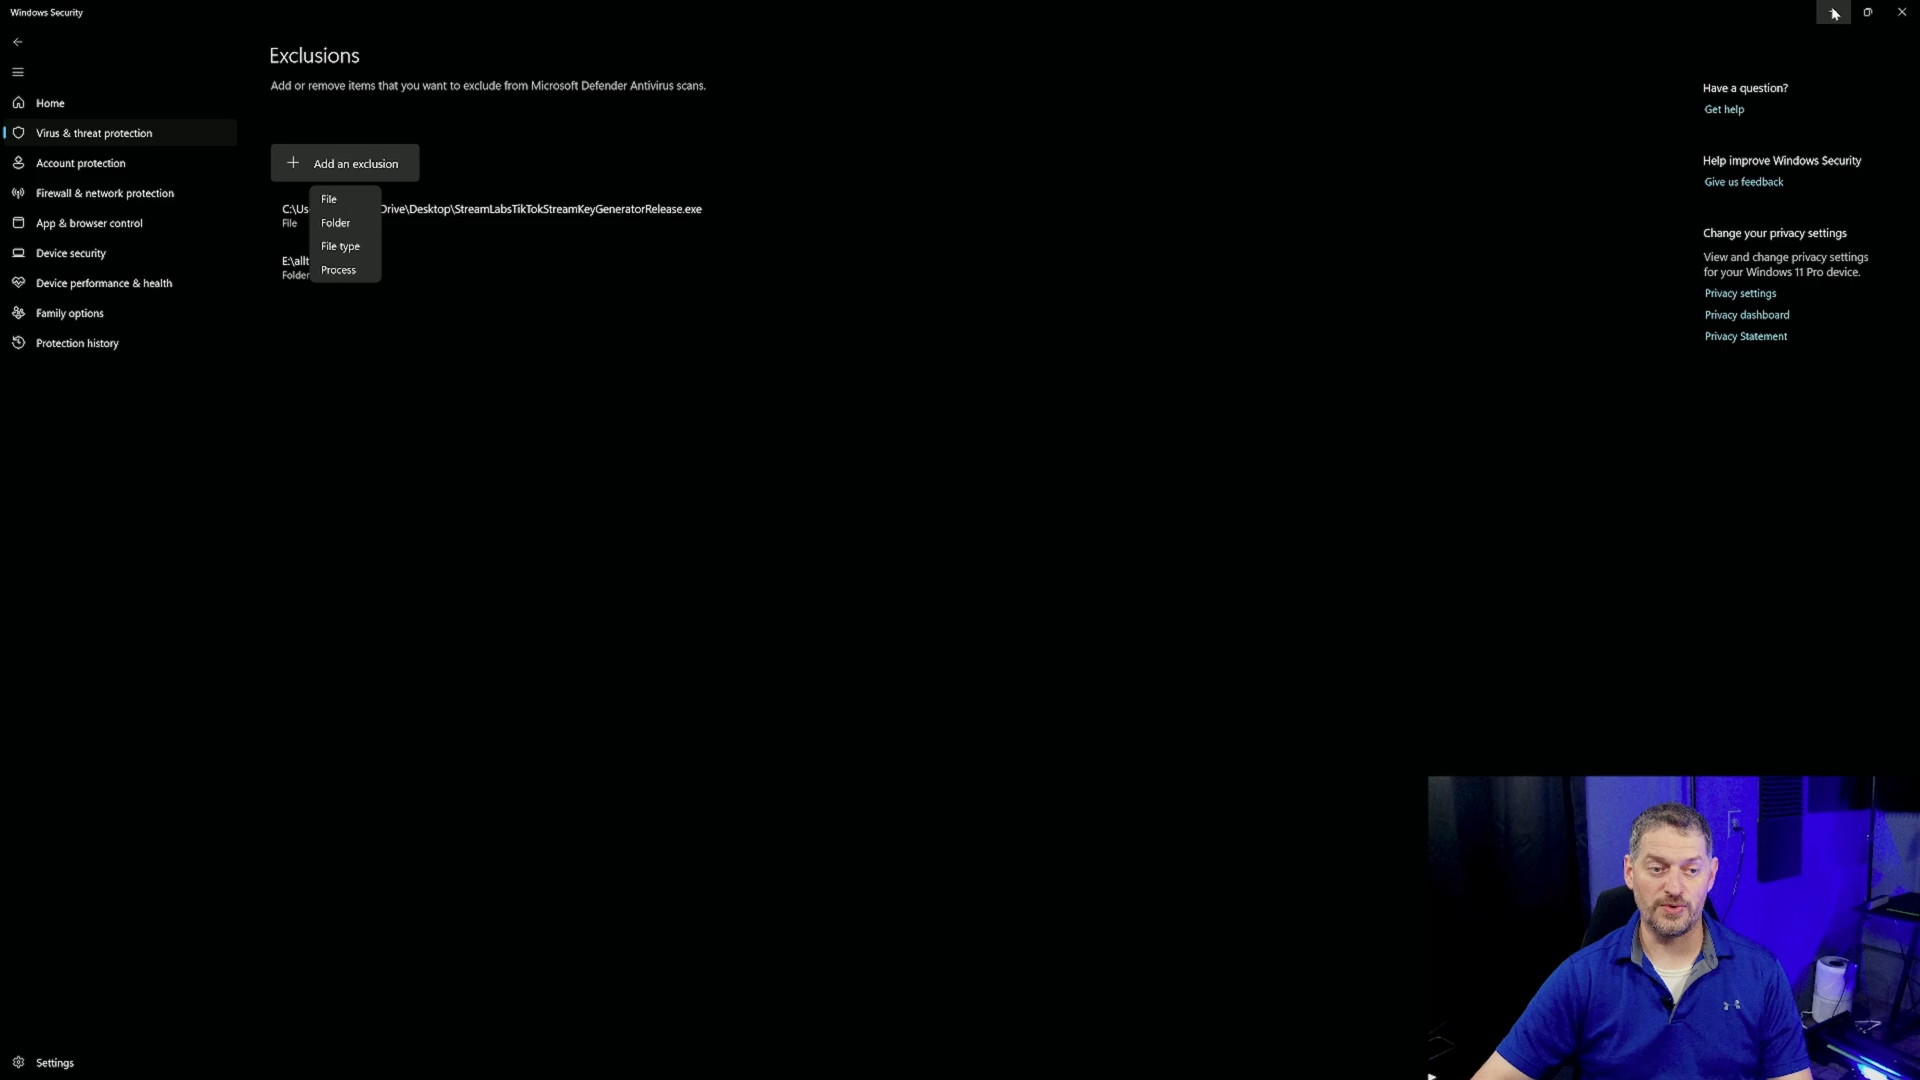 Windows Security
Home
Virus & threat protection
Account protection
Firewall & network protection
App & browser control
Device security
Device performance & health
Family options
Protection history
Settings
Exclusions
Add or remove items that you want to exclude from Microsoft Defender Antivirus scans.
Add an exclusion
File
Folder
File type
Process
C:\Us Drive\Desktop\StreamLabsTikTokStreamKeyGeneratorRelease.exe
File
E:\allt
Folder
Have a question?
Get help
Help improve Windows Security
Give us feedback
Change your privacy settings
View and change privacy settings
for your Windows 11 Pro device.
Privacy settings
Privacy dashboard
Privacy Statement